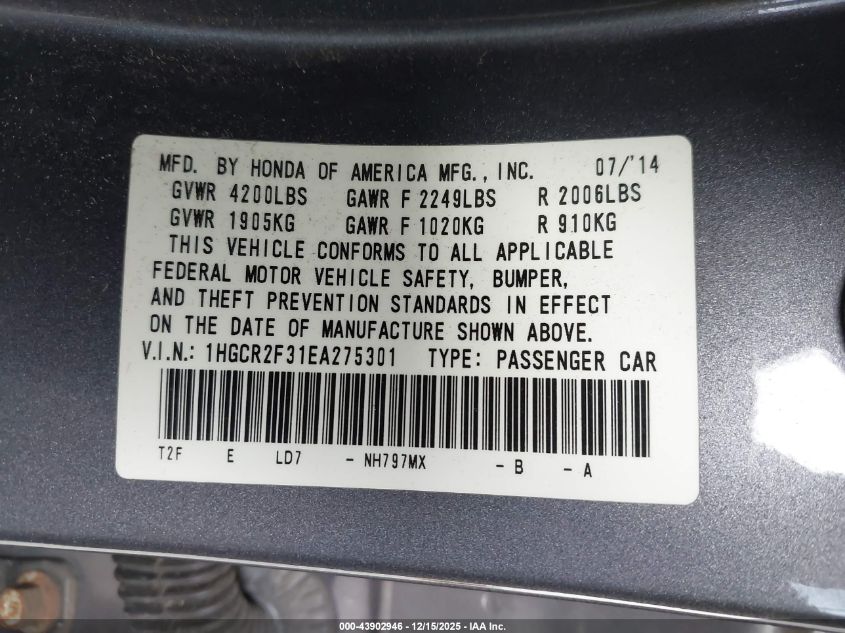 MFD. BY HONDA OF AMERICA MFG., INC. 07/'14
GVWR 4200LBS GAWR F 2249LBS R 2006LBS
GVWR 1905KG GAWR F 1020KG R 910KG
THIS VEHICLE CONFORMS TO ALL APPLICABLE
FEDERAL MOTOR VEHICLE SAFETY, BUMPER,
AND THEFT PREVENTION STANDARDS IN EFFECT
ON THE DATE OF MANUFACTURE SHOWN ABOVE.
V.I.N.: 1HGCR2F31EA275301 TYPE: PASSENGER CAR
T2F E LD7 - NH797MX - B - A
000-43902946 - 12/15/2025 - IAA Inc.